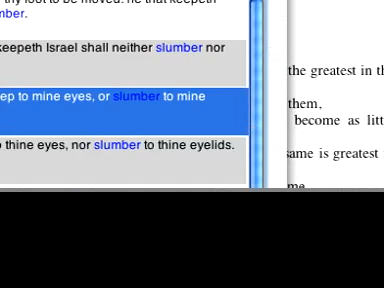 thy foot to be moved: he that keepeth
mber.
keepeth Israel shall neither slumber nor
ep to mine eyes, or slumber to mine
thine eyes, nor slumber to thine eyelids.
the greatest in th
them,
become as litt
same is greatest
me